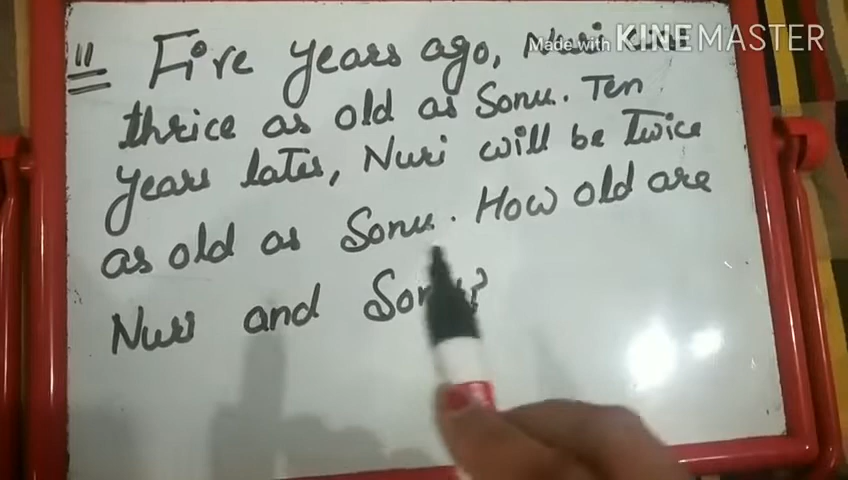 "
Five years ago, Nuri
Made with KINEMASTER
thrice as old as Sonu. Ten
years later, Nuri will be Twice
as old as Sonu. How old are
Nuri and Sonu?